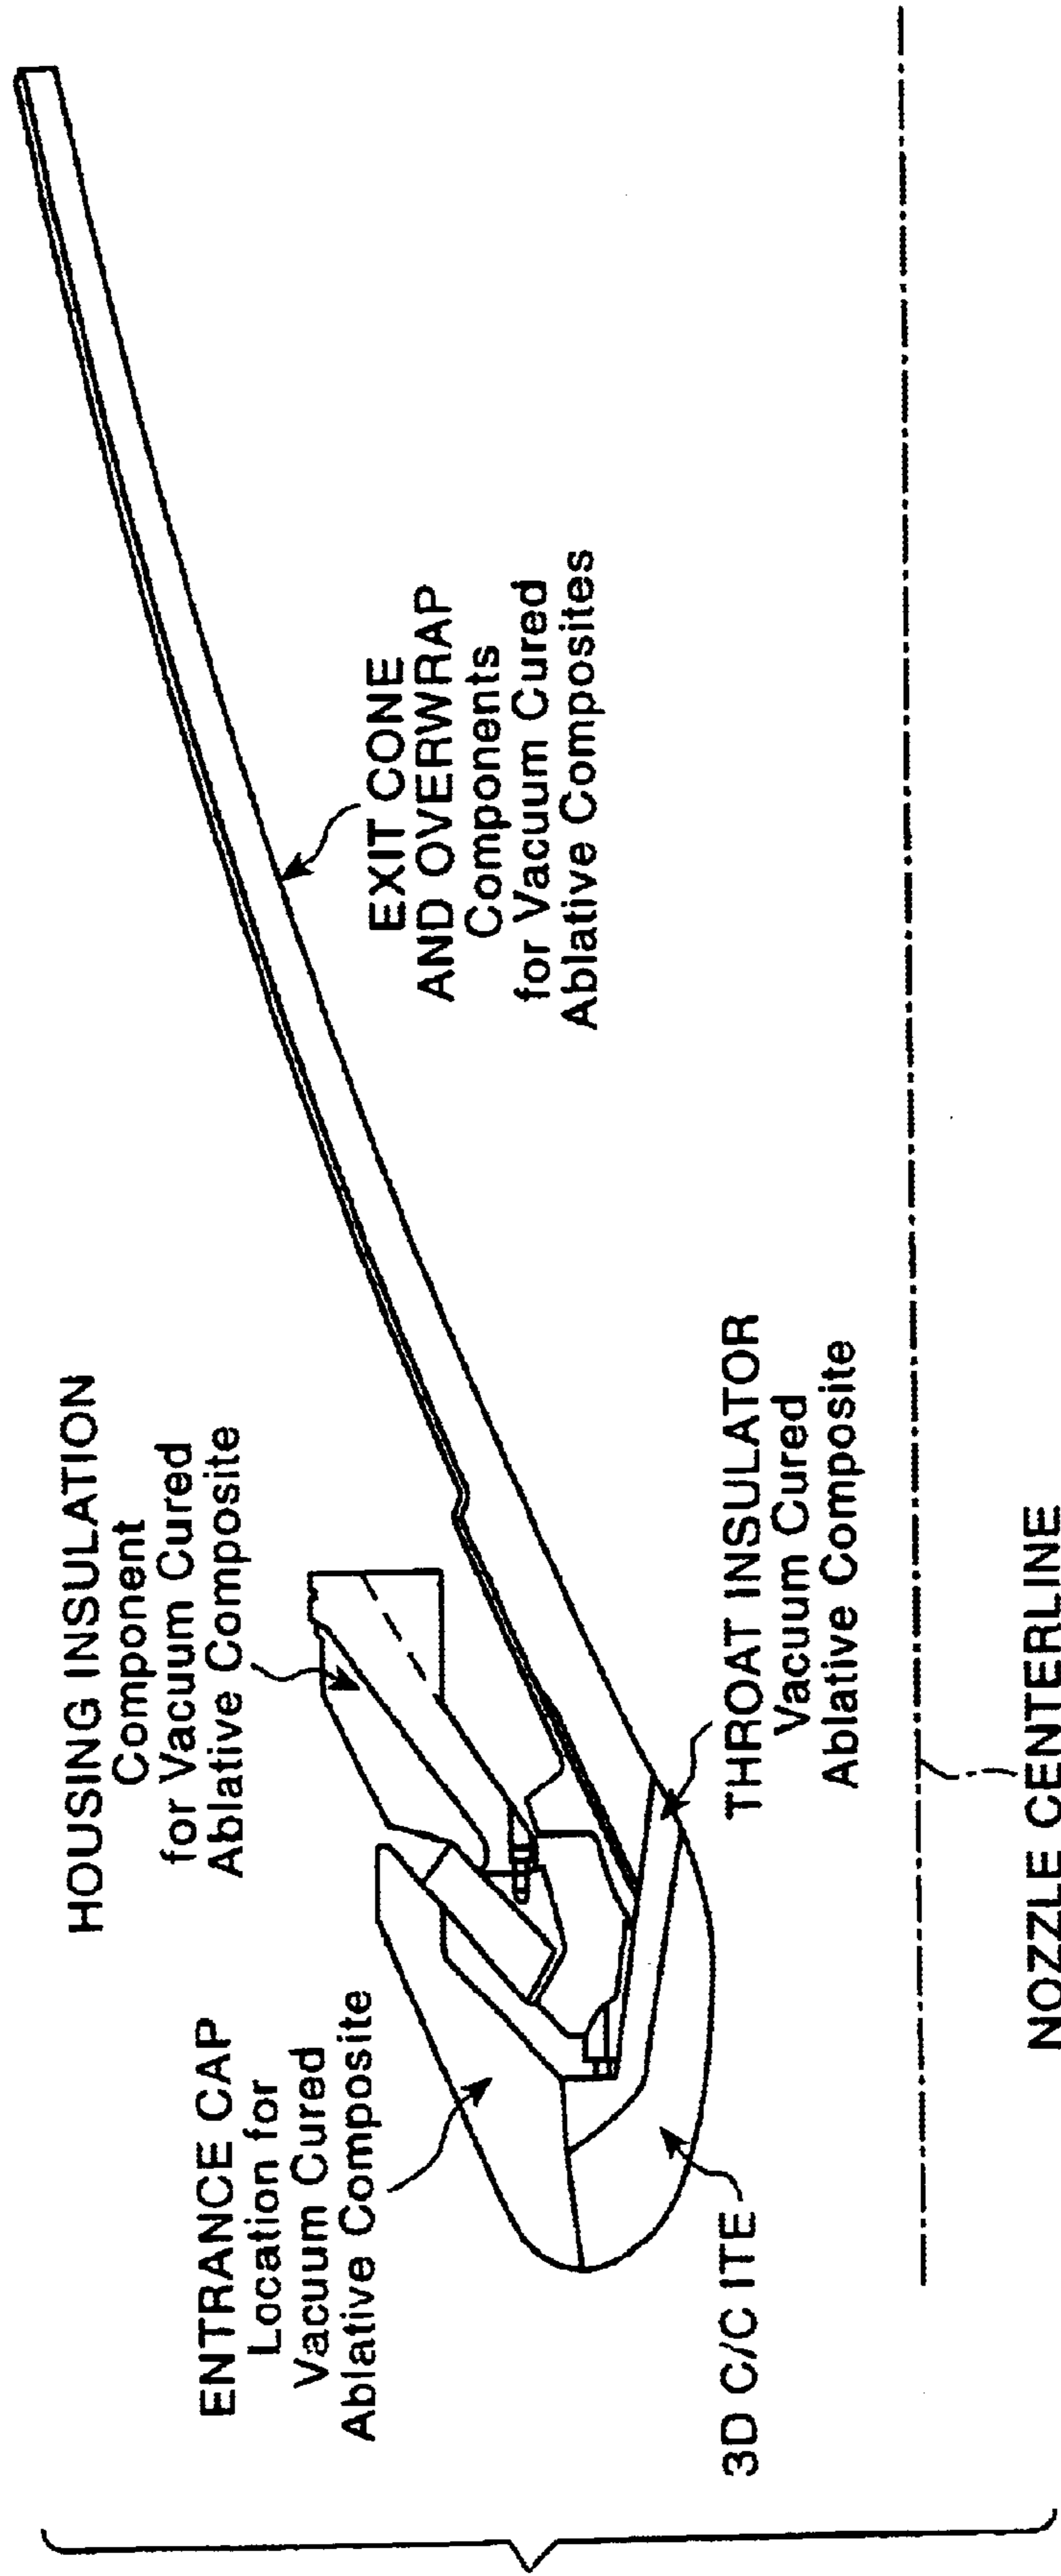 HOUSING INSULATION
Component
for Vacuum Cured
Ablative Composite
ENTRANCE CAP
Location for
Vacuum Cured
Ablative Composite
EXIT CONE
AND OVERWRAP
Components
for Vacuum Cured
Ablative Composites
3D C/C ITE
THROAT INSULATOR
Vacuum Cured
Ablative Composite
NOZZLE CENTERLINE